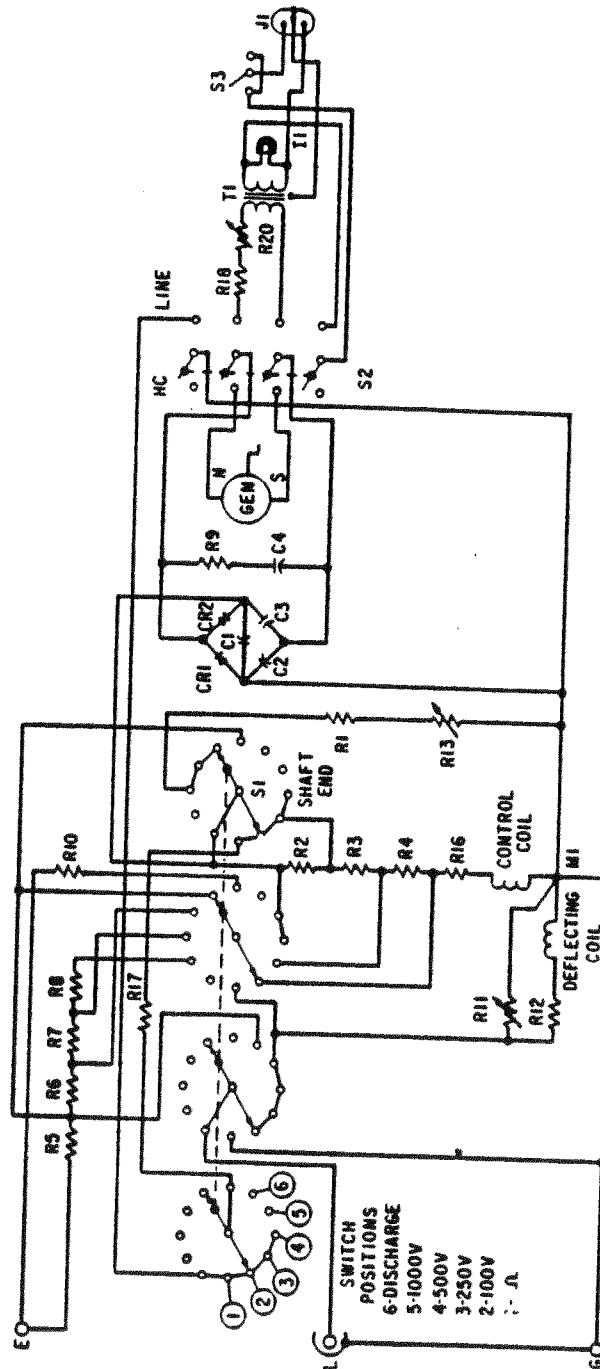 J1
S3
T1
I1
R20
R18
LINE
HC
S2
N
GEN
S
R9
C4
CR2
CR1
C1
C3
C2
R1
R13
S1
SHAFT
END
R10
R2
R3
R4
R16
CONTROL
COIL
M1
DEFLECTING
COIL
R11
R12
R8
R7
R6
R5
R17
E
L
G
1
2
3
4
5
6
SWITCH
POSITIONS
6-DISCHARGE
5-1000V
4-500V
3-250V
2-100V
Ω